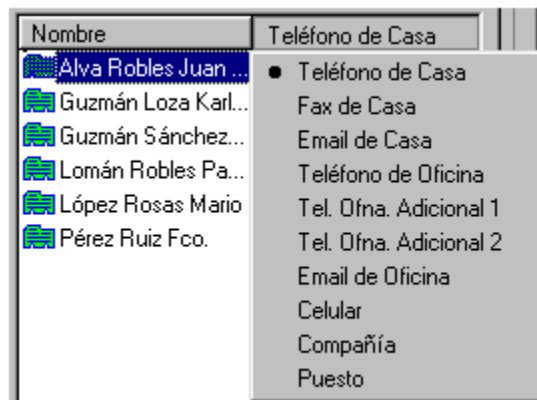 Nombre
Teléfono de Casa
Alva Robles Juan ...
Guzmán Loza Karl...
Guzmán Sánchez...
Lomán Robles Pa...
López Rosas Mario
Pérez Ruiz Fco.
Teléfono de Casa
Fax de Casa
Email de Casa
Teléfono de Oficina
Tel. Ofna. Adicional 1
Tel. Ofna. Adicional 2
Email de Oficina
Celular
Compañía
Puesto